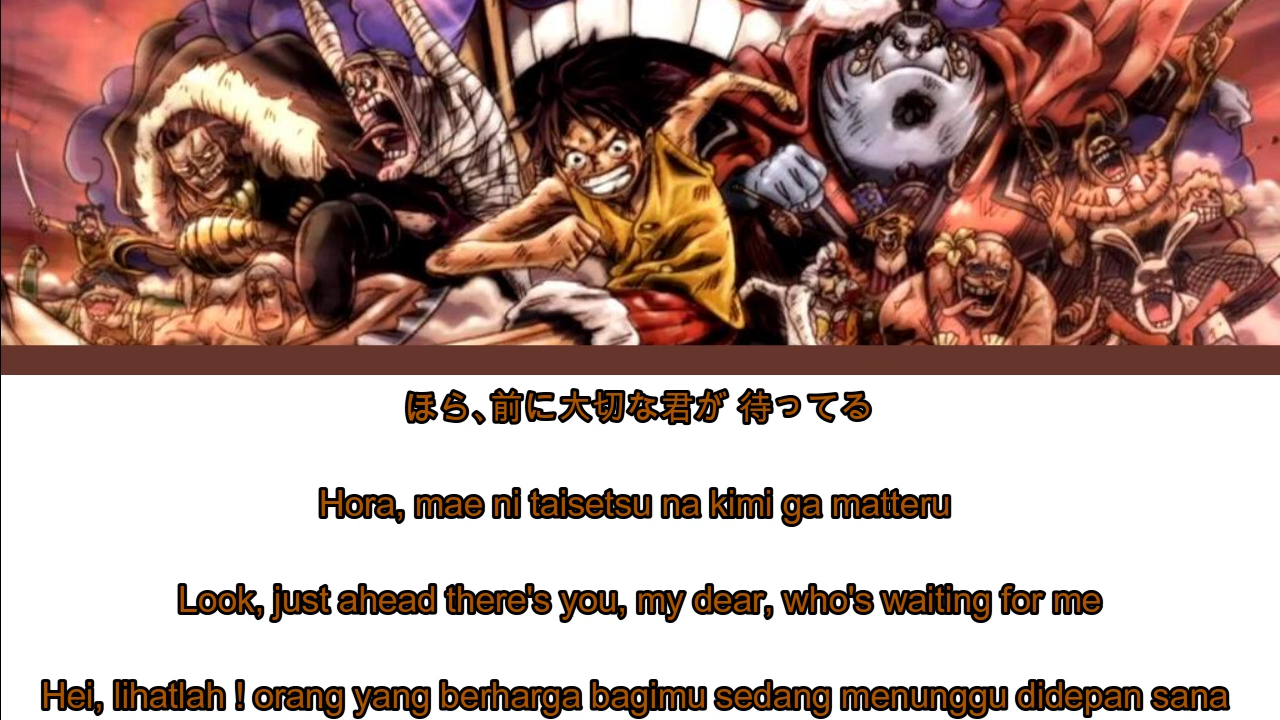 ほら、前に大切な君が 待ってる
Hora, mae ni taisetsu na kimi ga matteru
Look, just ahead there's you, my dear, who's waiting for me
Hei, lihatlah ! orang yang berharga bagimu sedang menunggu didepan sana